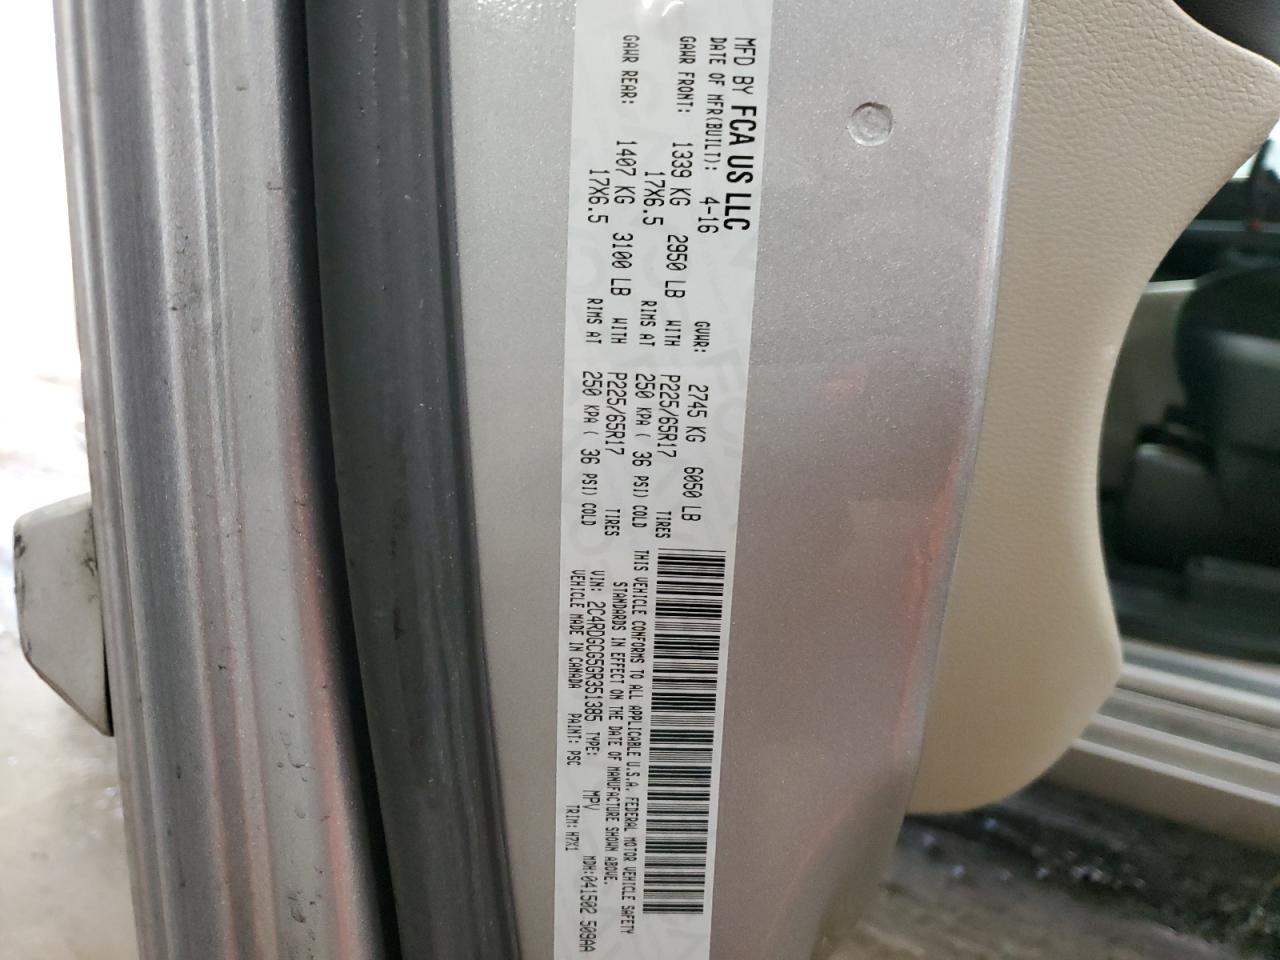 MFD BY FCA US LLC
DATE OF MFR(BUILT): 4-16 GVWR: 2745 KG 6050 LB
GAWR FRONT: 1339 KG 2950 LB WITH P225/65R17 TIRES
17X6.5 RIMS AT 250 KPA ( 36 PSI) COLD
GAWR REAR: 1407 KG 3100 LB WITH P225/65R17 TIRES
17X6.5 RIMS AT 250 KPA ( 36 PSI) COLD
THIS VEHICLE CONFORMS TO ALL APPLICABLE U.S.A. FEDERAL MOTOR VEHICLE SAFETY
STANDARDS IN EFFECT ON THE DATE OF MANUFACTURE SHOWN ABOVE.
VIN: 2C4RDGCG5GR351385 TYPE: MPV MDH:041502 509AA
VEHICLE MADE IN CANADA PAINT: PSC TRIM: H7X1